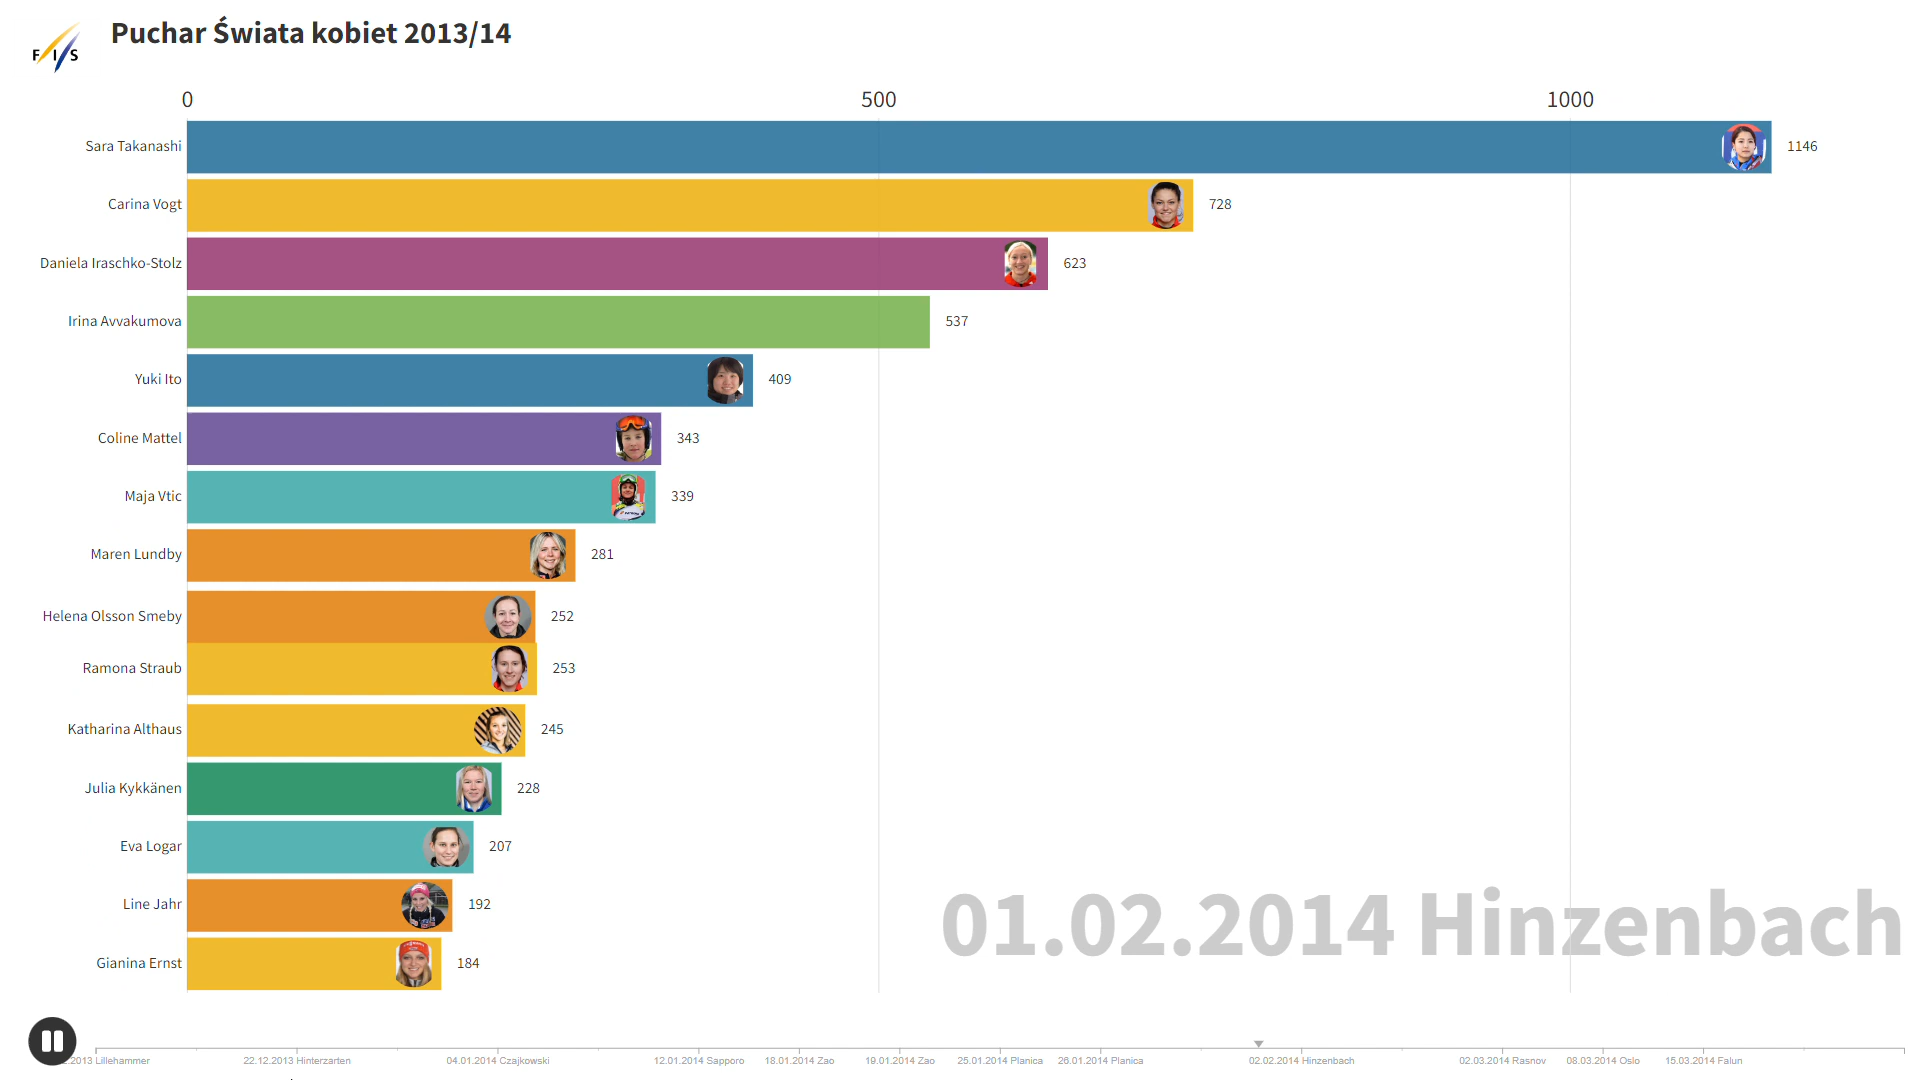 FIS
Puchar Świata kobiet 2013/14
0 500 1000
Sara Takanashi 1146
Carina Vogt 728
Daniela Iraschko-Stolz 623
Irina Avvakumova 537
Yuki Ito 409
Coline Mattel 343
Maja Vtic 339
Maren Lundby 281
Helena Olsson Smeby 252
Ramona Straub 253
Katharina Althaus 245
Julia Kykkänen 228
Eva Logar 207
Line Jahr 192
Gianina Ernst 184
01.02.2014 Hinzenbach
2.2013 Lillehammer 22.12.2013 Hinterzarten 04.01.2014 Czajkowski 12.01.2014 Sapporo 18.01.2014 Zao 19.01.2014 Zao 25.01.2014 Planica 26.01.2014 Planica 02.02.2014 Hinzenbach 02.03.2014 Rasnov 08.03.2014 Oslo 15.03.2014 Falun